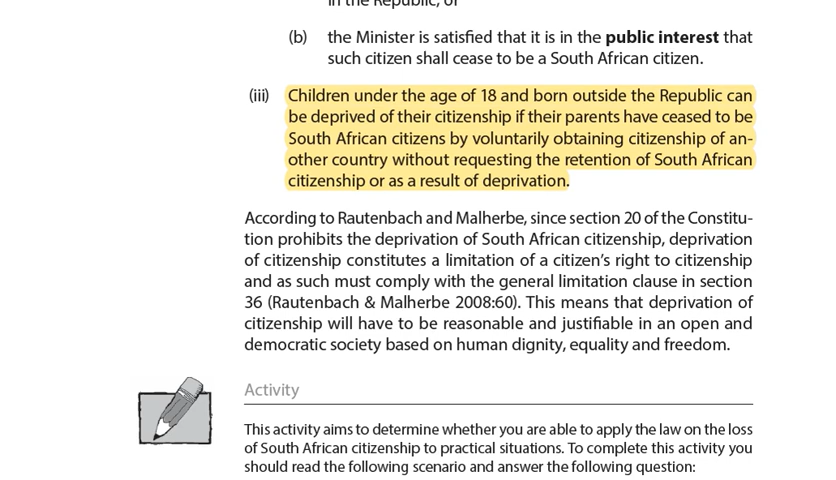 in the Republic; or
(b) the Minister is satisfied that it is in the public interest that
such citizen shall cease to be a South African citizen.
(iii) Children under the age of 18 and born outside the Republic can
be deprived of their citizenship if their parents have ceased to be
South African citizens by voluntarily obtaining citizenship of an-
other country without requesting the retention of South African
citizenship or as a result of deprivation.
According to Rautenbach and Malherbe, since section 20 of the Constitu-
tion prohibits the deprivation of South African citizenship, deprivation
of citizenship constitutes a limitation of a citizen's right to citizenship
and as such must comply with the general limitation clause in section
36 (Rautenbach & Malherbe 2008:60). This means that deprivation of
citizenship will have to be reasonable and justifiable in an open and
democratic society based on human dignity, equality and freedom.
Activity
This activity aims to determine whether you are able to apply the law on the loss
of South African citizenship to practical situations. To complete this activity you
should read the following scenario and answer the following question: